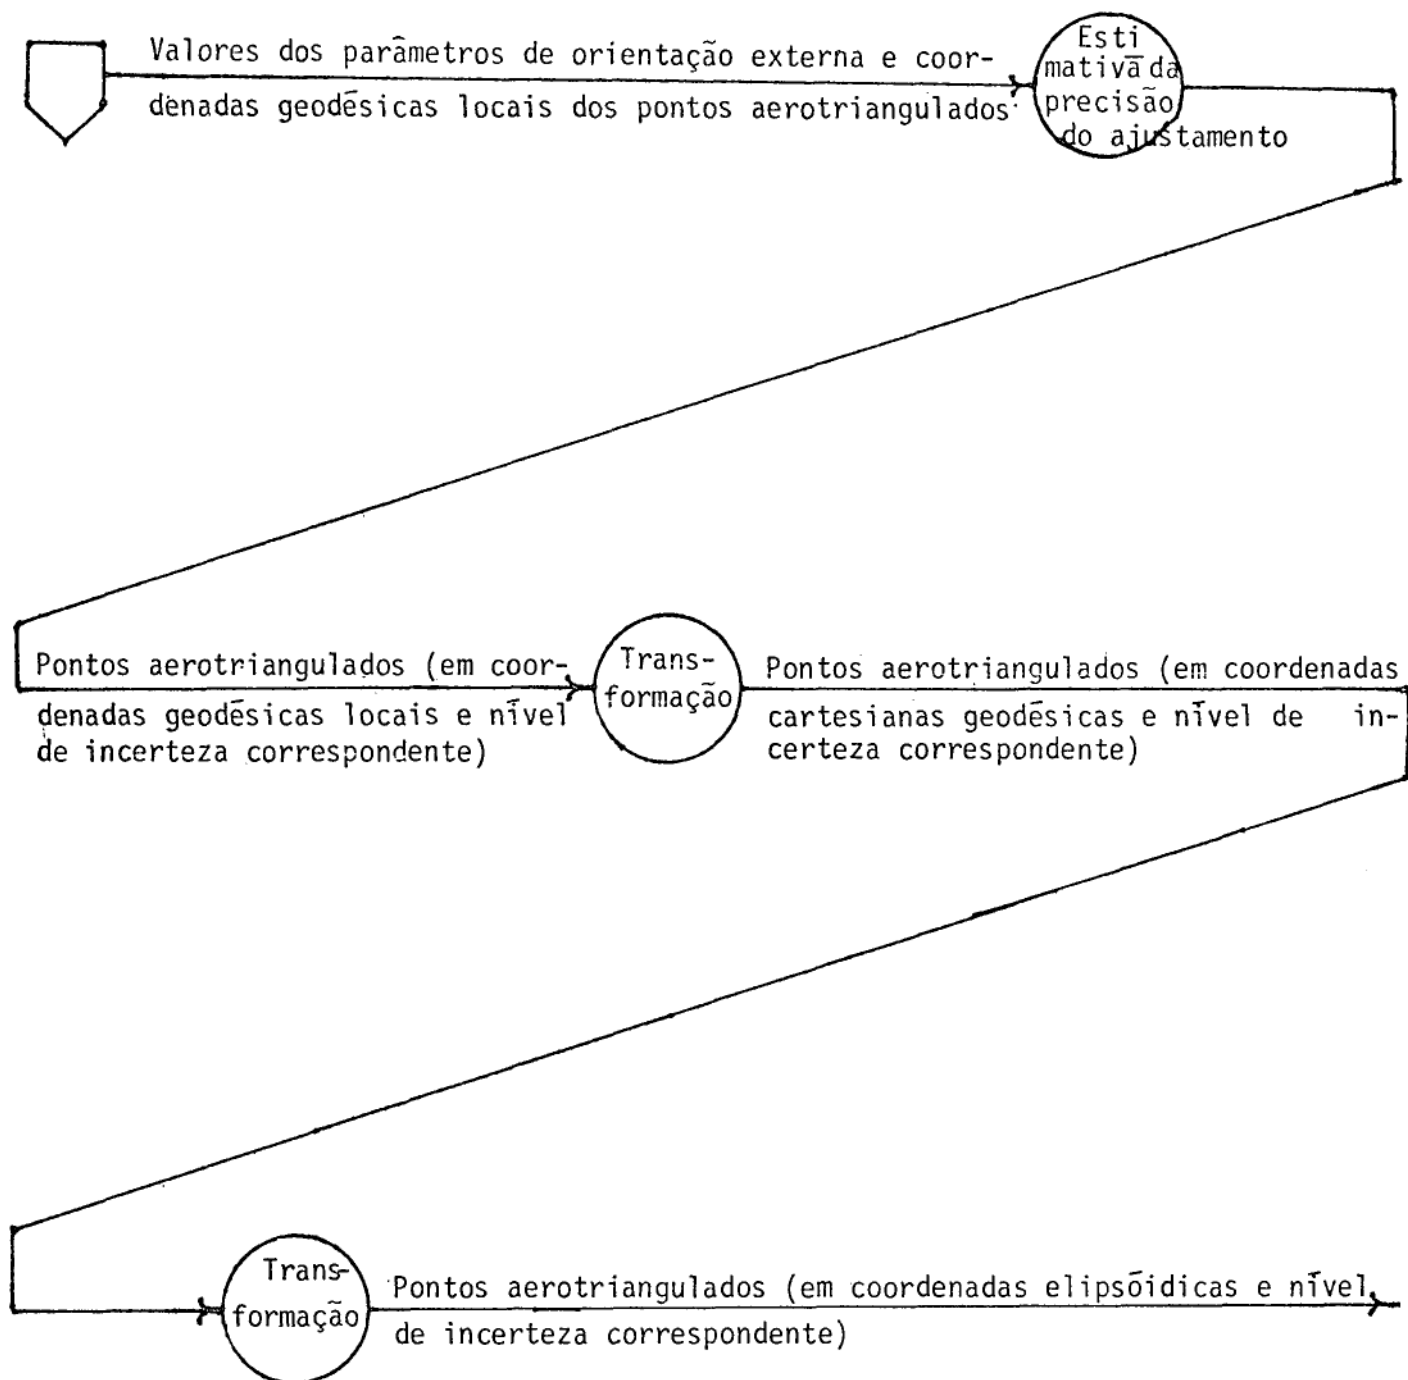 Valores dos parâmetros de orientação externa e coor-
denadas geodésicas locais dos pontos aerotriangulados
Esti
mativa da
precisão
do ajustamento
Pontos aerotriangulados (em coor-
denadas geodésicas locais e nível
de incerteza correspondente)
Trans-
formação
Pontos aerotriangulados (em coordenadas
cartesianas geodésicas e nível de in-
certeza correspondente)
Trans-
formação
Pontos aerotriangulados (em coordenadas elipsóidicas e nível
de incerteza correspondente)